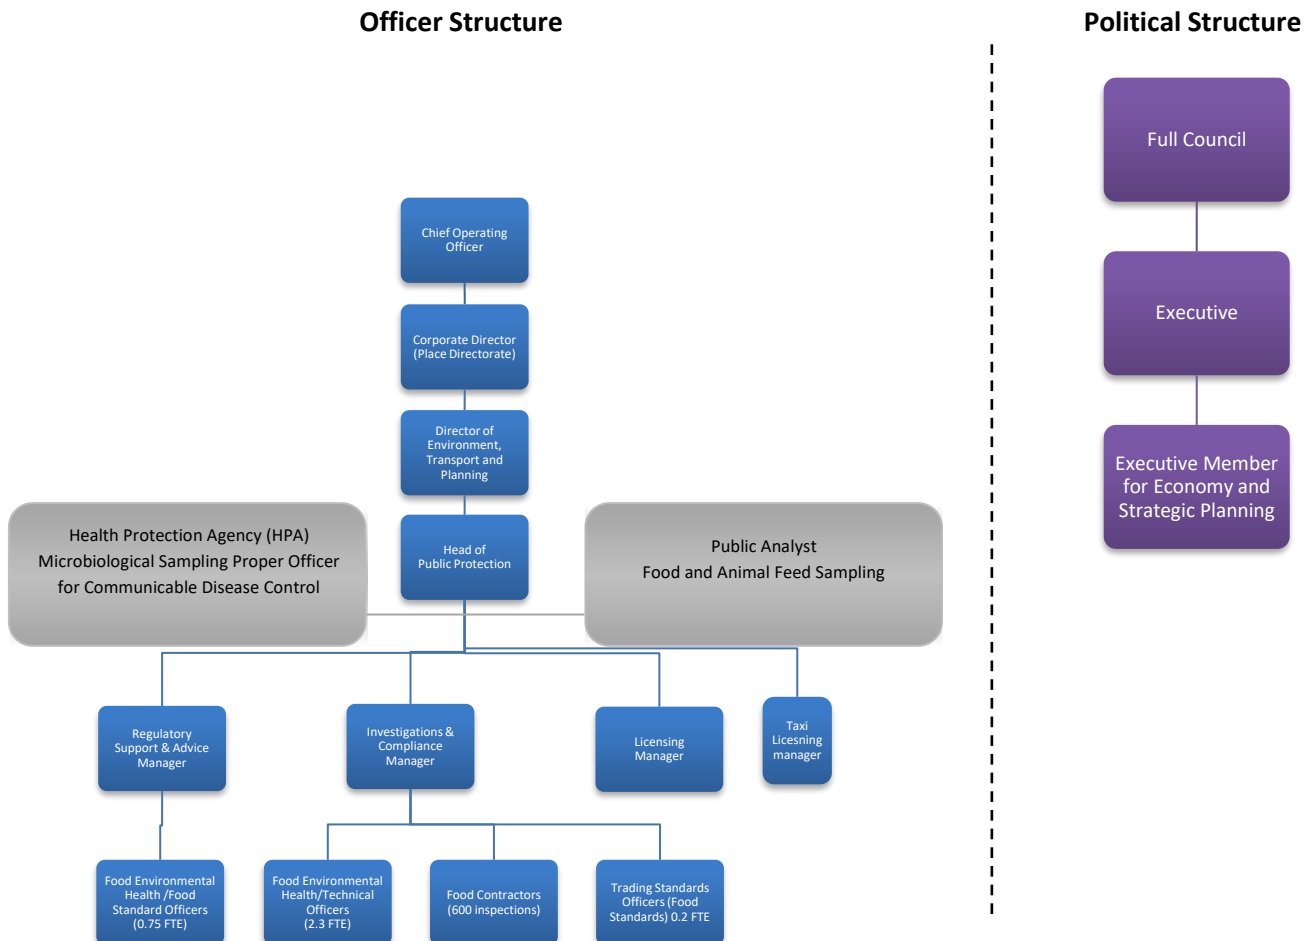 Officer Structure
Political Structure
Full Council
Executive
Executive Member
for Economy and
Strategic Planning
Chief Operating
Officer
Corporate Director
(Place Directorate)
Director of
Environment,
Transport and
Planning
Head of
Public Protection
Health Protection Agency (HPA)
Microbiological Sampling Proper Officer
for Communicable Disease Control
Public Analyst
Food and Animal Feed Sampling
Regulatory
Support & Advice
Manager
Investigations &
Compliance
Manager
Licensing
Manager
Taxi
Licesning
manager
Food Environmental
Health /Food
Standard Officers
(0.75 FTE)
Food Environmental
Health/Technical
Officers
(2.3 FTE)
Food Contractors
(600 inspections)
Trading Standards
Officers (Food
Standards) 0.2 FTE